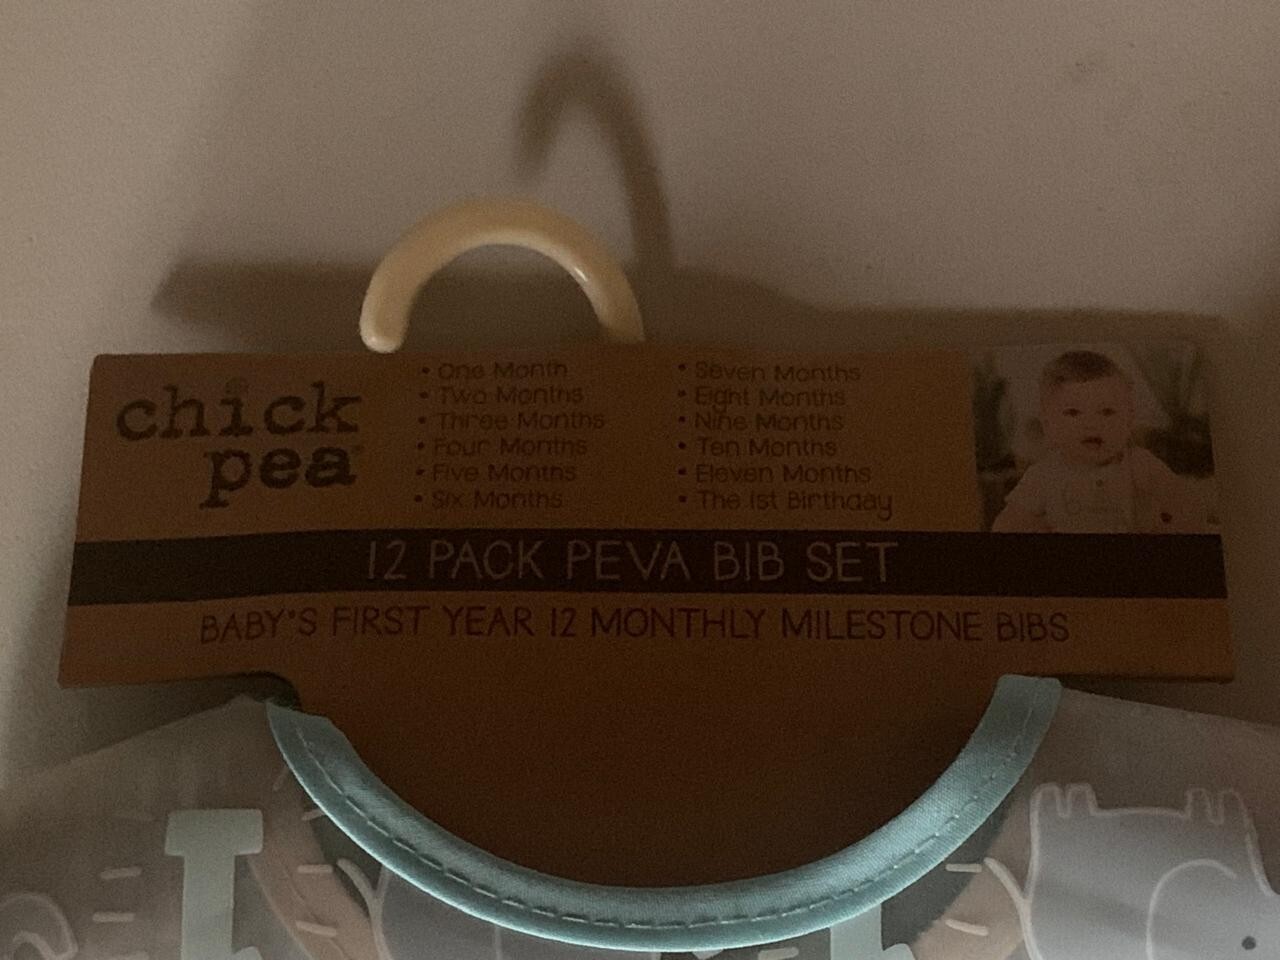 chick
pea
• One Month
• Two Months
• Three Months
• Four Months
• Five Months
• Six Months
• Seven Months
• Eight Months
• Nine Months
• Ten Months
• Eleven Months
• The 1st Birthday
12 PACK PEVA BIB SET
BABY'S FIRST YEAR 12 MONTHLY MILESTONE BIBS